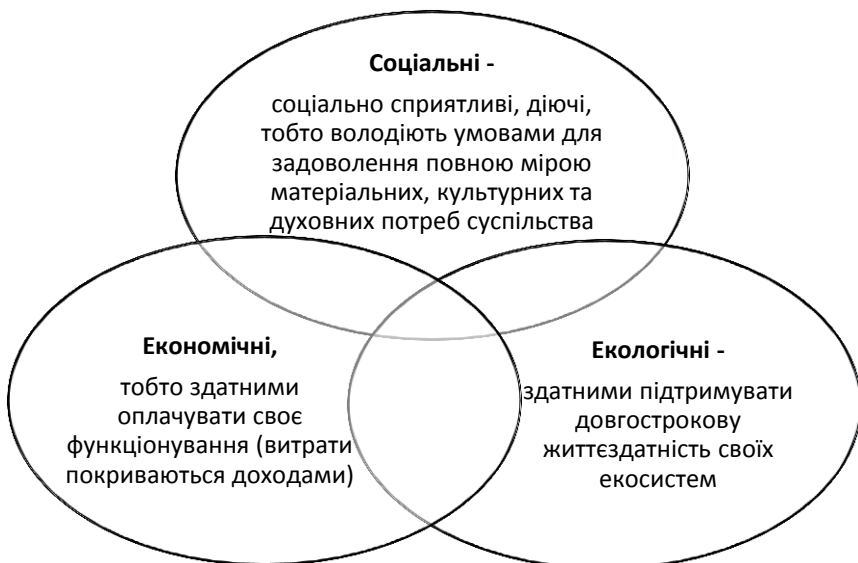 Соціальні -
соціально сприятливі, діючі,
тобто володіють умовами для
задоволення повною мірою
матеріальних, культурних та
духовних потреб суспільства
Економічні,
тобто здатними
оплачувати своє
функціонування (витрати
покриваються доходами)
Екологічні -
здатними підтримувати
довгострокову
життєздатність своїх
екосистем